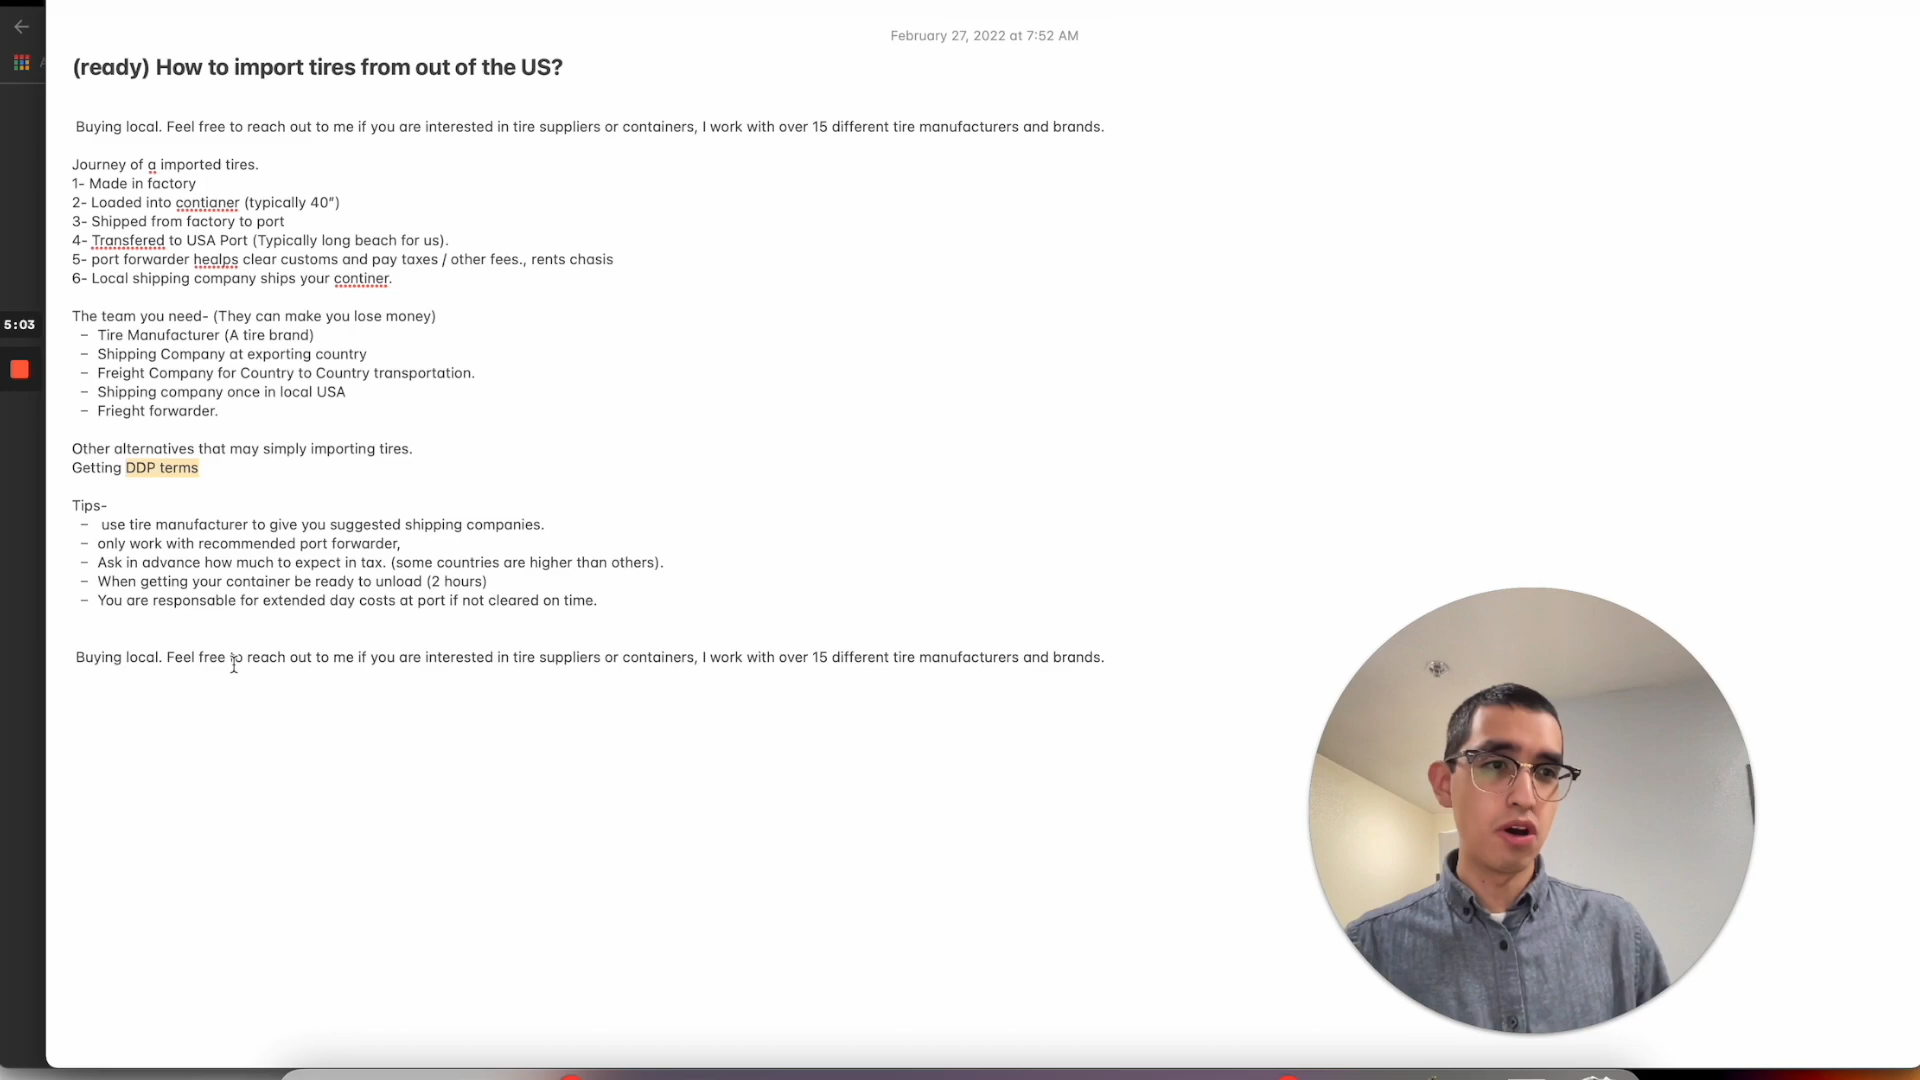 February 27, 2022 at 7:52 AM
(ready) How to import tires from out of the US?
Buying local. Feel free to reach out to me if you are interested in tire suppliers or containers, I work with over 15 different tire manufacturers and brands.
Journey of a imported tires.
1- Made in factory
2- Loaded into contianer (typically 40")
3- Shipped from factory to port
4- Transfered to USA Port (Typically long beach for us).
5- port forwarder healps clear customs and pay taxes / other fees., rents chasis
6- Local shipping company ships your continer.
5:03
The team you need- (They can make you lose money)
– Tire Manufacturer (A tire brand)
– Shipping Company at exporting country
– Freight Company for Country to Country transportation.
– Shipping company once in local USA
– Frieght forwarder.
Other alternatives that may simply importing tires.
Getting DDP terms
Tips-
– use tire manufacturer to give you suggested shipping companies.
– only work with recommended port forwarder,
– Ask in advance how much to expect in tax. (some countries are higher than others).
– When getting your container be ready to unload (2 hours)
– You are responsable for extended day costs at port if not cleared on time.
Buying local. Feel free to reach out to me if you are interested in tire suppliers or containers, I work with over 15 different tire manufacturers and brands.